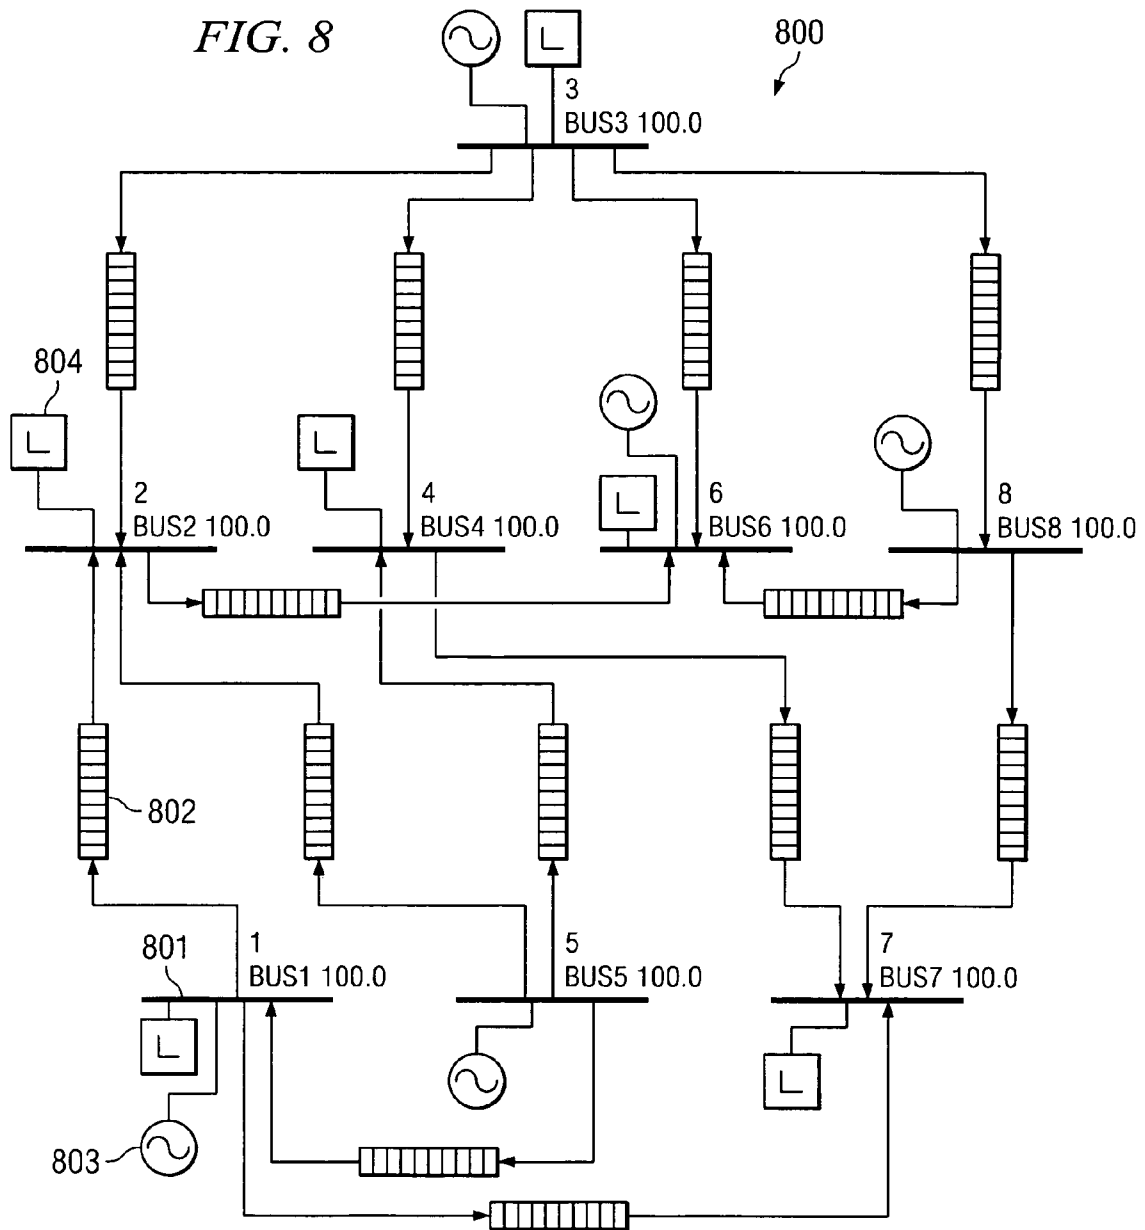 FIG. 8
800
L
3
BUS3 100.0
804
L
L
L
2
BUS2 100.0
4
BUS4 100.0
6
BUS6 100.0
8
BUS8 100.0
802
801
1
BUS1 100.0
5
BUS5 100.0
7
BUS7 100.0
L
L
803